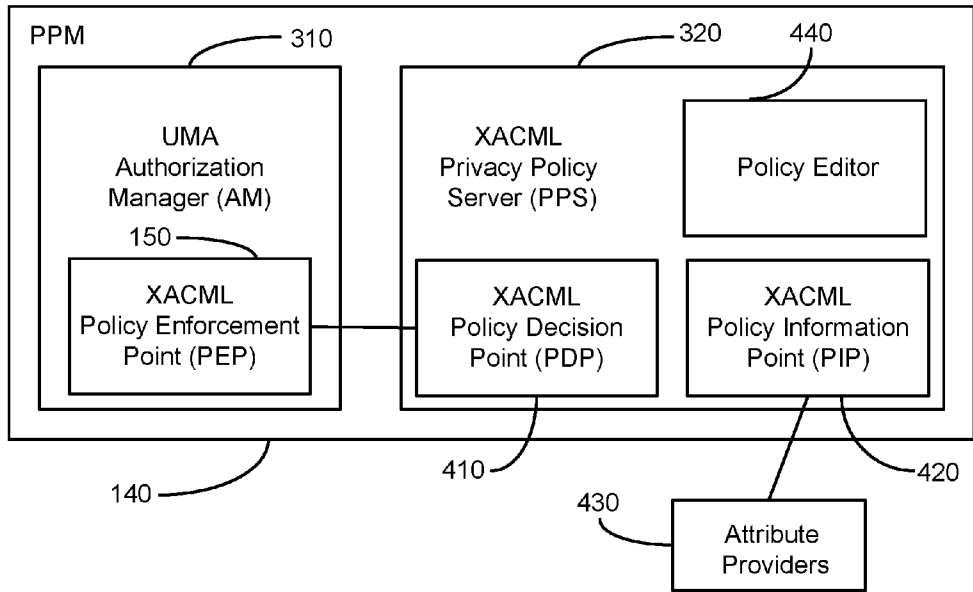 PPM
310
320
440
UMA
Authorization
Manager (AM)
XACML
Privacy Policy
Server (PPS)
Policy Editor
150
XACML
Policy Enforcement
Point (PEP)
XACML
Policy Decision
Point (PDP)
XACML
Policy Information
Point (PIP)
140
410
420
430
Attribute
Providers